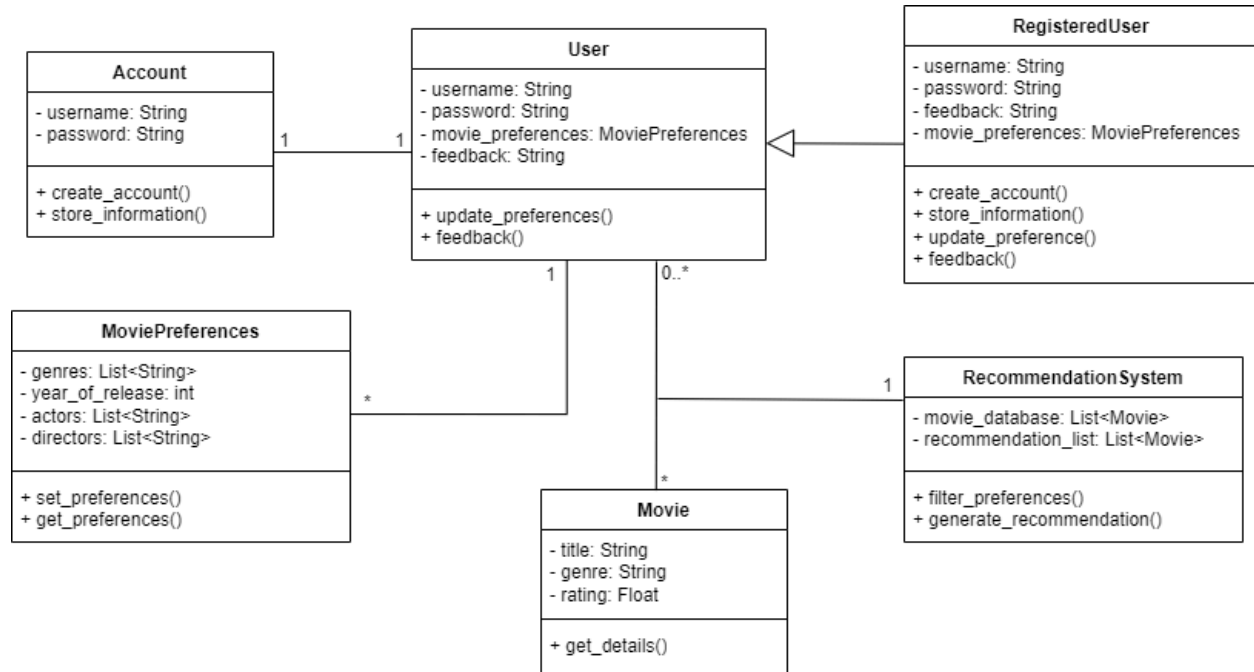 Account
- username: String
- password: String
+ create_account()
+ store_information()
1
1
User
- username: String
- password: String
- movie_preferences: MoviePreferences
- feedback: String
+ update_preferences()
+ feedback()
RegisteredUser
- username: String
- password: String
- feedback: String
- movie_preferences: MoviePreferences
+ create_account()
+ store_information()
+ update_preference()
+ feedback()
1
0..*
MoviePreferences
- genres: List<String>
- year_of_release: int
- actors: List<String>
- directors: List<String>
+ set_preferences()
+ get_preferences()
*
1
RecommendationSystem
- movie_database: List<Movie>
- recommendation_list: List<Movie>
+ filter_preferences()
+ generate_recommendation()
*
Movie
- title: String
- genre: String
- rating: Float
+ get_details()